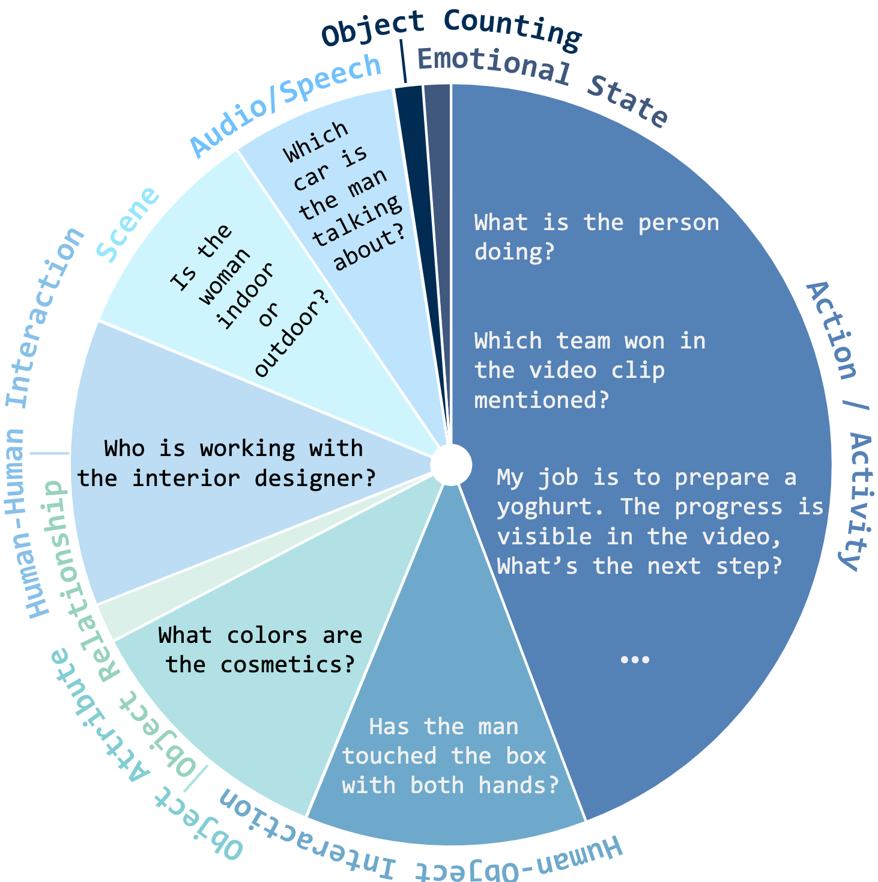 Object Counting
Emotional State
Audio/Speech
Scene
Human-Human Interaction
Object Relationship
Object Attribute
Human-Object Interaction
Action / Activity
Which
car is
the man
talking
about?
Is the
woman
indoor
or
outdoor?
Who is working with
the interior designer?
What colors are
the cosmetics?
Has the man
touched the box
with both hands?
What is the person
doing?
Which team won in
the video clip
mentioned?
My job is to prepare a
yoghurt. The progress is
visible in the video,
What’s the next step?
...